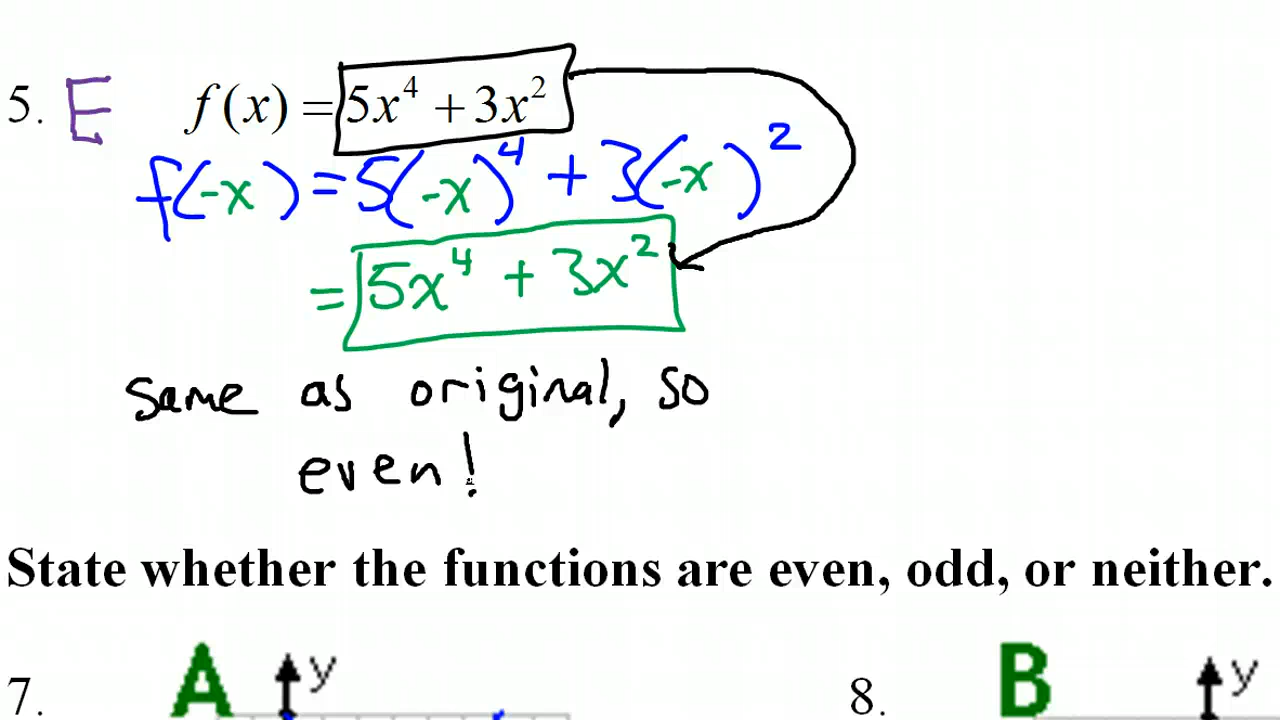 5. E f(x) = 5x⁴ + 3x²
f(-x) = 5(-x)⁴ + 3(-x)²
= 5x⁴ + 3x²
same as original, so
even!
State whether the functions are even, odd, or neither.
7. A y 8. B y